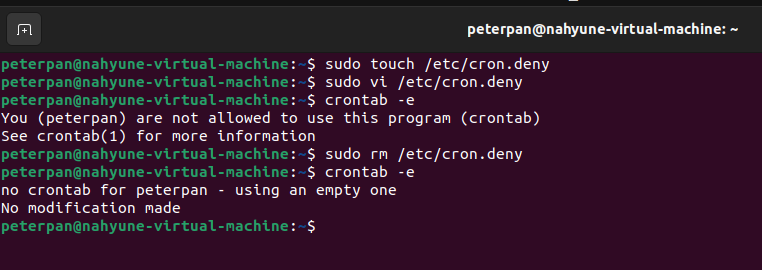 peterpan@nahyune-virtual-machine: ~
peterpan@nahyune-virtual-machine:~$ sudo touch /etc/cron.deny
peterpan@nahyune-virtual-machine:~$ sudo vi /etc/cron.deny
peterpan@nahyune-virtual-machine:~$ crontab -e
You (peterpan) are not allowed to use this program (crontab)
See crontab(1) for more information
peterpan@nahyune-virtual-machine:~$ sudo rm /etc/cron.deny
peterpan@nahyune-virtual-machine:~$ crontab -e
no crontab for peterpan - using an empty one
No modification made
peterpan@nahyune-virtual-machine:~$